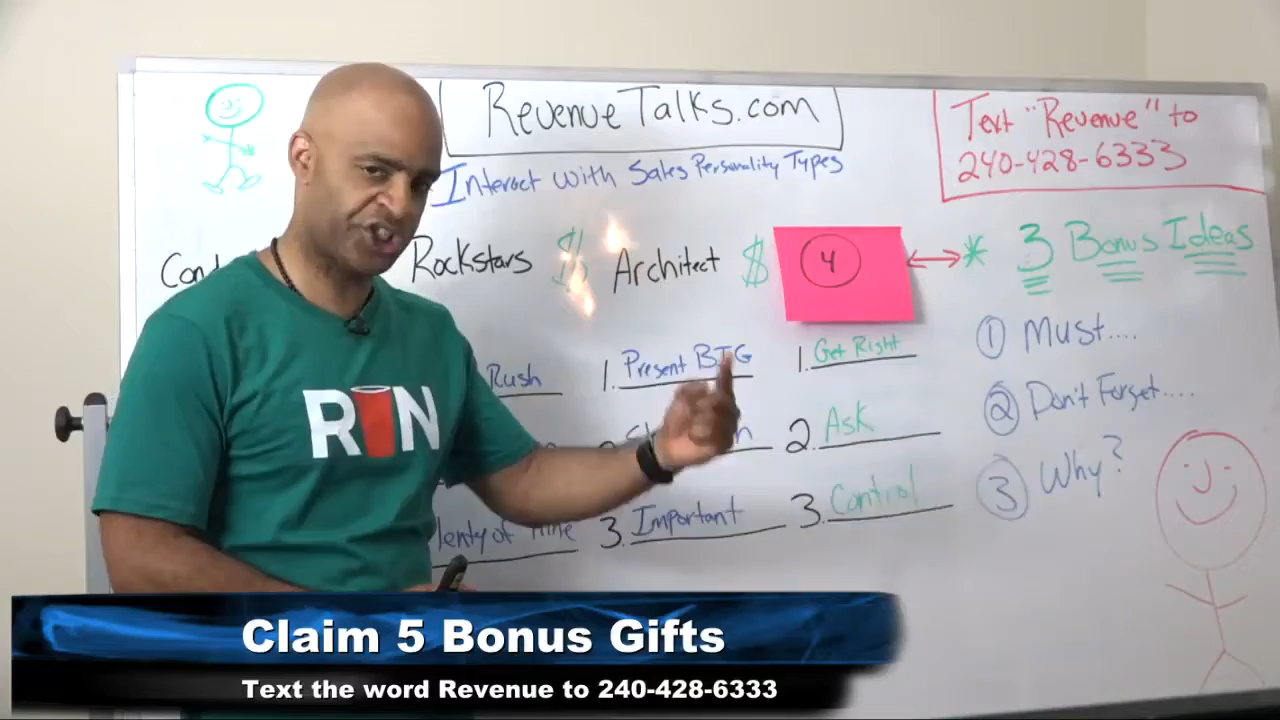 RevenueTalks.com
Interact with Sales Personality Types
Text "Revenue" to
240-428-6333
Rockstars $ Architect $
4
* 3 Bonus Ideas
Rush
1. Present BIG
1. Get Right
① Must....
2. Ask
② Don't Forget....
3. Important
3. Control
③ Why?
R N
Claim 5 Bonus Gifts
Text the word Revenue to 240-428-6333